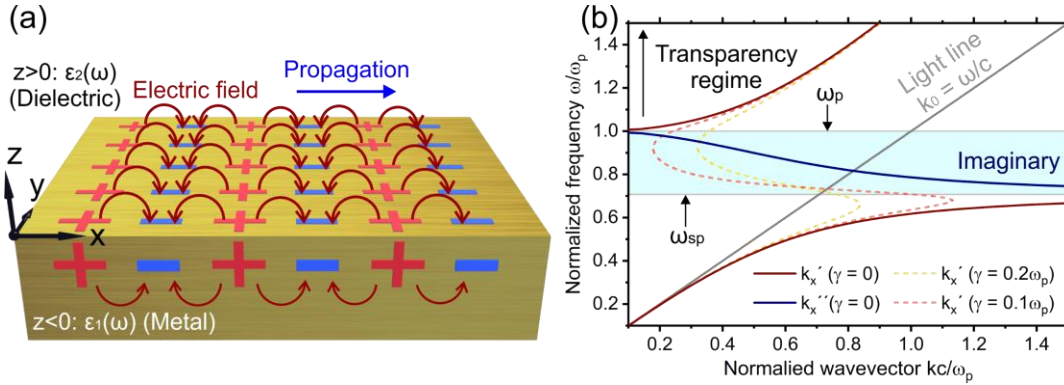 (a)
z>0: ε₂(ω)
(Dielectric)
Electric field
Propagation
z
y
x
z<0: ε₁(ω) (Metal)
(b)
Normalized frequency ω/ωₚ
1.4
1.2
1.0
0.8
0.6
0.4
0.2
Transparency
regime
ωₚ
Light line
k₀ = ω/c
Imaginary
ωₛₚ
kₓ′ (γ = 0)
kₓ′ (γ = 0.2ωₚ)
kₓ″ (γ = 0)
kₓ′ (γ = 0.1ωₚ)
0.2 0.4 0.6 0.8 1.0 1.2 1.4
Normalied wavevector kc/ωₚ